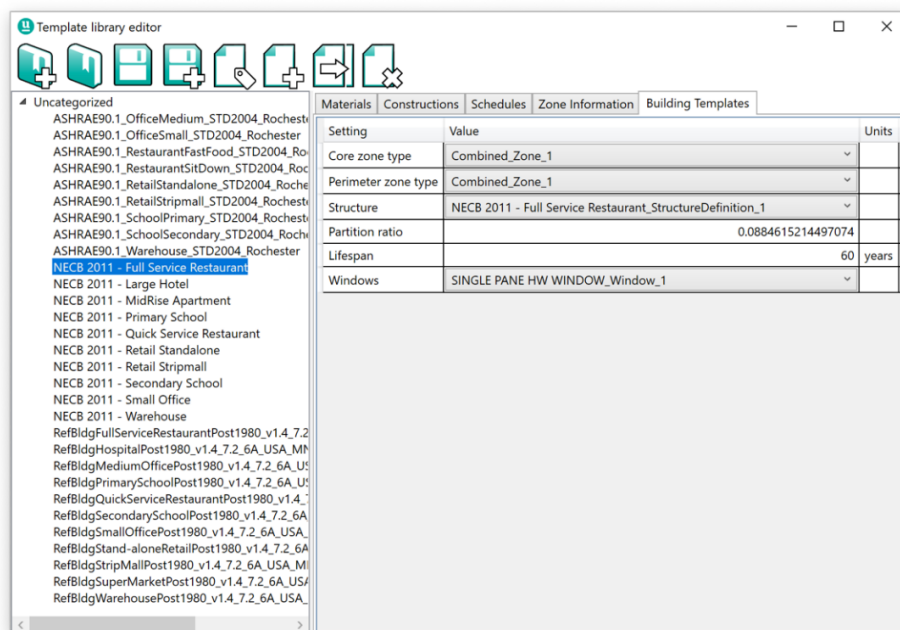 Template library editor
Uncategorized
ASHRAE90.1_OfficeMedium_STD2004_Rocheste
ASHRAE90.1_OfficeSmall_STD2004_Rochester
ASHRAE90.1_RestaurantFastFood_STD2004_Ro
ASHRAE90.1_RestaurantSitDown_STD2004_Roc
ASHRAE90.1_RetailStandalone_STD2004_Roche
ASHRAE90.1_RetailStripmall_STD2004_Rochest
ASHRAE90.1_SchoolPrimary_STD2004_Rochest
ASHRAE90.1_SchoolSecondary_STD2004_Roch
ASHRAE90.1_Warehouse_STD2004_Rochester
NECB 2011 - Full Service Restaurant
NECB 2011 - Large Hotel
NECB 2011 - MidRise Apartment
NECB 2011 - Primary School
NECB 2011 - Quick Service Restaurant
NECB 2011 - Retail Standalone
NECB 2011 - Retail Stripmall
NECB 2011 - Secondary School
NECB 2011 - Small Office
NECB 2011 - Warehouse
RefBldgFullServiceRestaurantPost1980_v1.4_7.2
RefBldgHospitalPost1980_v1.4_7.2_6A_USA_MN
RefBldgMediumOfficePost1980_v1.4_7.2_6A_US
RefBldgPrimarySchoolPost1980_v1.4_7.2_6A_US
RefBldgQuickServiceRestaurantPost1980_v1.4_7
RefBldgSecondarySchoolPost1980_v1.4_7.2_6A
RefBldgSmallOfficePost1980_v1.4_7.2_6A_USA_
RefBldgStand-aloneRetailPost1980_v1.4_7.2_6A
RefBldgStripMallPost1980_v1.4_7.2_6A_USA_M
RefBldgSuperMarketPost1980_v1.4_7.2_6A_USA
RefBldgWarehousePost1980_v1.4_7.2_6A_USA_
Materials Constructions Schedules Zone Information Building Templates
Setting Value Units
Core zone type Combined_Zone_1
Perimeter zone type Combined_Zone_1
Structure NECB 2011 - Full Service Restaurant_StructureDefinition_1
Partition ratio 0.0884615214497074
Lifespan 60 years
Windows SINGLE PANE HW WINDOW_Window_1